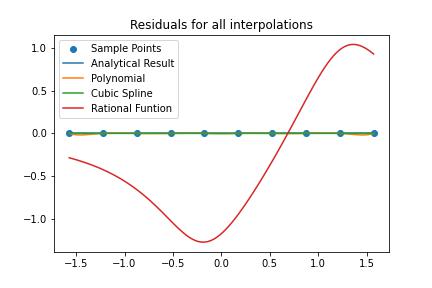 Residuals for all interpolations
Sample Points
Analytical Result
Polynomial
Cubic Spline
Rational Funtion
1.0
0.5
0.0
−0.5
−1.0
−1.5 −1.0 −0.5 0.0 0.5 1.0 1.5